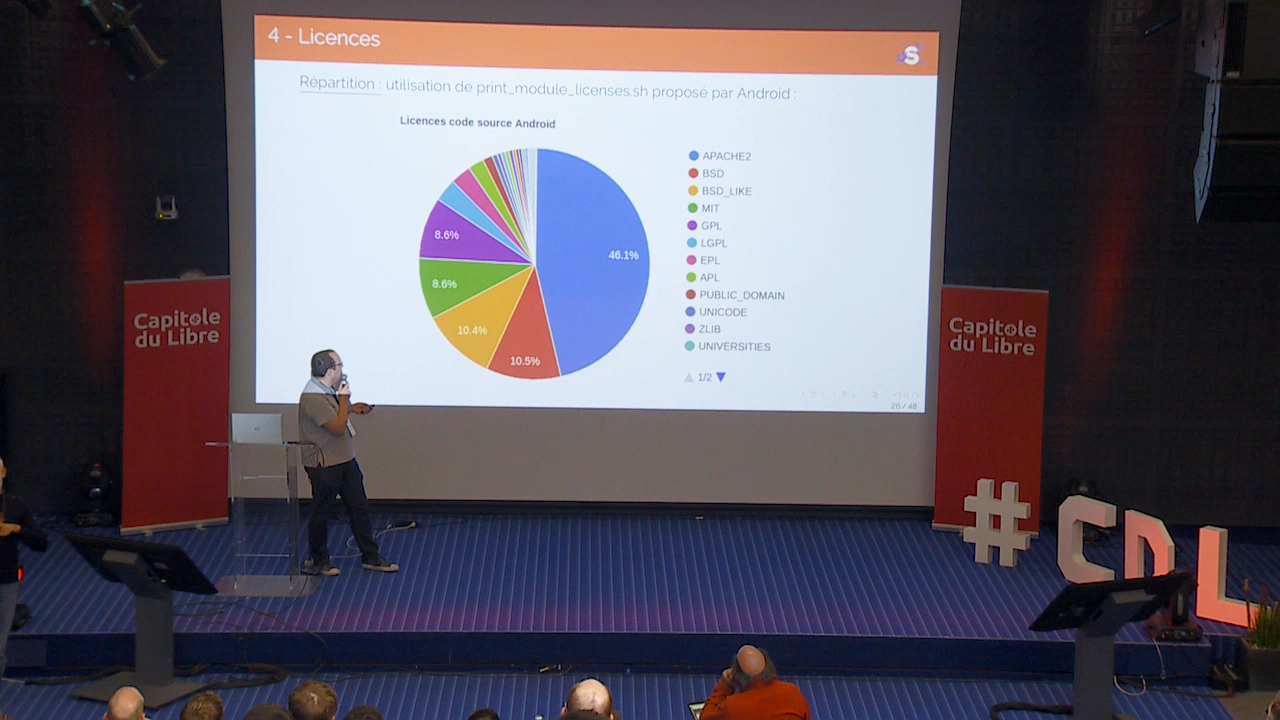 4 - Licences
S
Répartition : utilisation de print_module_licenses.sh proposé par Android :
Licences code source Android
46.1%
10.5%
10.4%
8.6%
8.6%
APACHE2
BSD
BSD_LIKE
MIT
GPL
LGPL
EPL
APL
PUBLIC_DOMAIN
UNICODE
ZLIB
UNIVERSITIES
1/2
26 / 48
Capitole
du Libre
Capitole
du Libre
#CDL